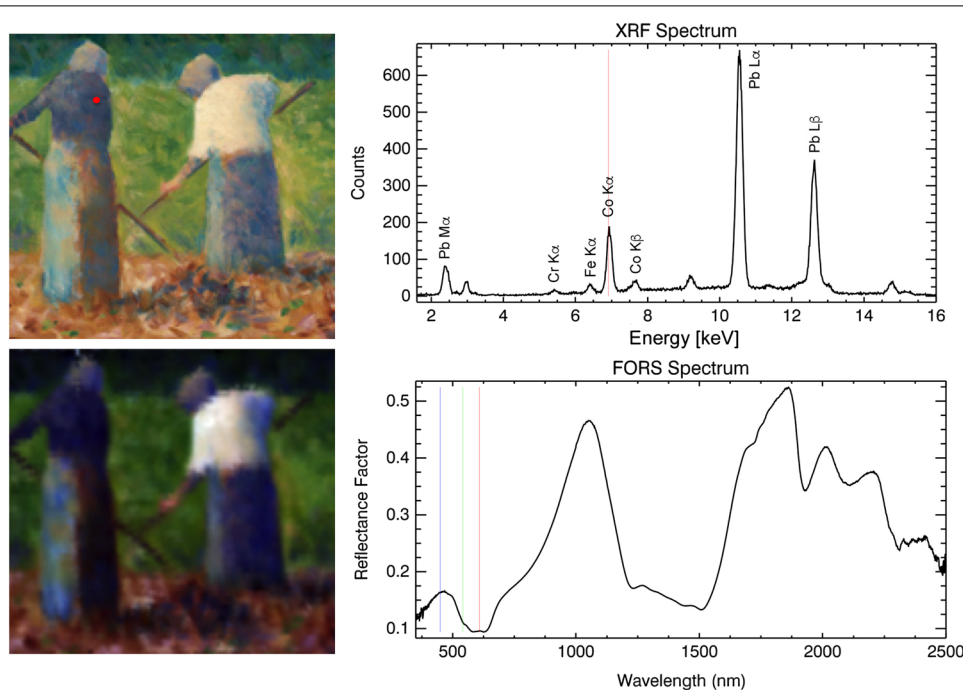 XRF Spectrum
600
500
400
300
200
100
0
Counts
Pb Mα
Cr Kα
Fe Kα
Co Kα
Co Kβ
Pb Lα
Pb Lβ
2 4 6 8 10 12 14 16
Energy [keV]
FORS Spectrum
0.5
0.4
0.3
0.2
0.1
Reflectance Factor
500 1000 1500 2000 2500
Wavelength (nm)